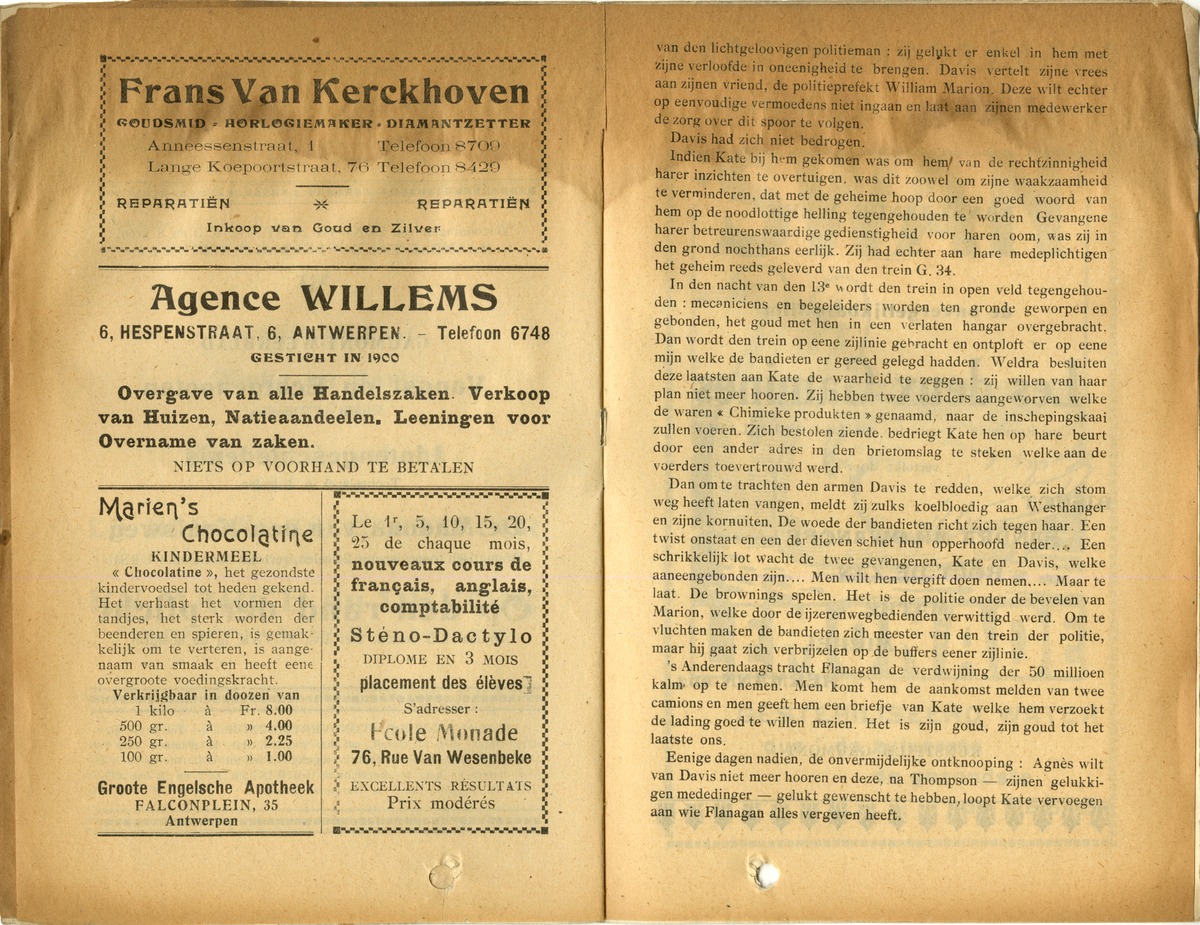 Frans Van Kerckhoven
GOUDSMID - HORLOGIEMAKER - DIAMANTZETTER
Anneessenstraat, 1 Telefoon 8709
Lange Koepoortstraat, 76 Telefoon 8429
REPARATIËN REPARATIËN
Inkoop van Goud en Zilver
Agence WILLEMS
6, HESPENSTRAAT, 6, ANTWERPEN. - Telefoon 6748
GESTICHT IN 1900
Overgave van alle Handelszaken. Verkoop
van Huizen, Natieaandeelen. Leeningen voor
Overname van zaken.
NIETS OP VOORHAND TE BETALEN
Marien's
Chocolatine
KINDERMEEL
« Chocolatine », het gezondste
kindervoedsel tot heden gekend.
Het verhaast het vormen der
tandjes, het sterk worden der
beenderen en spieren, is gemak-
kelijk om te verteren, is aange-
naam van smaak en heeft eene
overgroote voedingskracht.
Verkrijgbaar in doozen van
1 kilo à Fr. 8.00
500 gr. à » 4.00
250 gr. à » 2.25
100 gr. à » 1.00
Groote Engelsche Apotheek
FALCONPLEIN, 35
Antwerpen
Le 1r, 5, 10, 15, 20,
25 de chaque mois,
nouveaux cours de
français, anglais,
comptabilité
Sténo-Dactylo
DIPLOME EN 3 MOIS
placement des élèves
S'adresser :
Ecole Monade
76, Rue Van Wesenbeke
EXCELLENTS RÉSULTATS
Prix modérés
van den lichtgeloovigen politieman : zij gelukt er enkel in hem met
zijne verloofde in oneenigheid te brengen. Davis vertelt zijne vrees
aan zijnen vriend, de politieprefekt William Marion. Deze wilt echter
op eenvoudige vermoedens niet ingaan en laat aan zijnen medewerker
de zorg over dit spoor te volgen.
Davis had zich niet bedrogen.
Indien Kate bij hem gekomen was om hem/ van de rechtzinnigheid
harer inzichten te overtuigen, was dit zoowel om zijne waakzaamheid
te verminderen, dat met de geheime hoop door een goed woord van
hem op de noodlottige helling tegengehouden te worden Gevangene
harer betreurenswaardige gedienstigheid voor haren oom, was zij in
den grond nochthans eerlijk. Zij had echter aan hare medeplichtigen
het geheim reeds geleverd van den trein G. 34.
In den nacht van den 13e wordt den trein in open veld tegengehou-
den : mecaniciens en begeleiders worden ten gronde geworpen en
gebonden, het goud met hen in een verlaten hangar overgebracht.
Dan wordt den trein op eene zijlinie gebracht en ontploft er op eene
mijn welke de bandieten er gereed gelegd hadden. Weldra besluiten
deze laatsten aan Kate de waarheid te zeggen : zij willen van haar
plan niet meer hooren. Zij hebben twee voerders aangeworven welke
de waren « Chimieke produkten » genaamd, naar de inschepingskaai
zullen voeren. Zich bestolen ziende, bedriegt Kate hen op hare beurt
door een ander adres in den brietomslag te steken welke aan de
voerders toevertrouwd werd.
Dan om te trachten den armen Davis te redden, welke zich stom
weg heeft laten vangen, meldt zij zulks koelbloedig aan Westhanger
en zijne kornuiten, De woede der bandieten richt zich tegen haar. Een
twist onstaat en een der dieven schiet hun opperhoofd neder.... Een
schrikkelijk lot wacht de twee gevangenen, Kate en Davis, welke
aaneengebonden zijn.... Men wilt hen vergift doen nemen.... Maar te
laat. De brownings spelen. Het is de politie onder de bevelen van
Marion, welke door de ijzerenwegbedienden verwittigd werd. Om te
vluchten maken de bandieten zich meester van den trein der politie,
maar hij gaat zich verbrijzelen op de buffers eener zijlinie.
's Anderendaags tracht Flanagan de verdwijning der 50 millioen
kalm op te nemen. Men komt hem de aankomst melden van twee
camions en men geeft hem een briefje van Kate welke hem verzoekt
de lading goed te willen nazien. Het is zijn goud, zijn goud tot het
laatste ons.
Eenige dagen nadien, de onvermijdelijke ontknooping : Agnès wilt
van Davis niet meer hooren en deze, na Thompson — zijnen gelukki-
gen mededinger — gelukt gewenscht te hebben, loopt Kate vervoegen
aan wie Flanagan alles vergeven heeft.